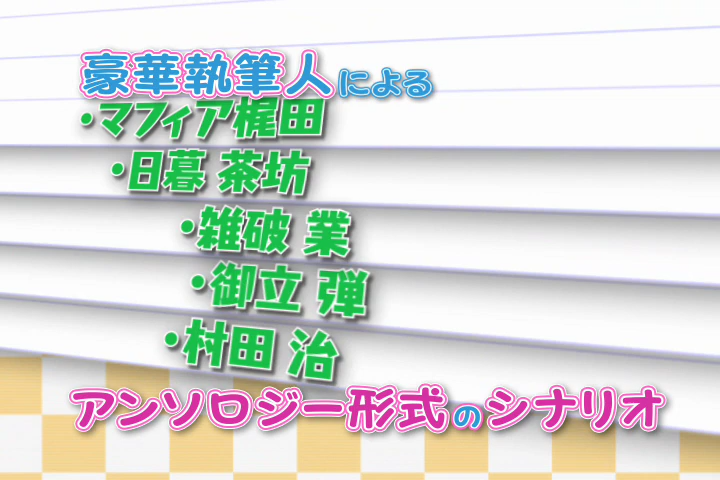 豪華執筆人による
・マフィア梶田
・日暮 茶坊
・雑破 業
・御立 弾
・村田 治
アンソロジー形式のシナリオ